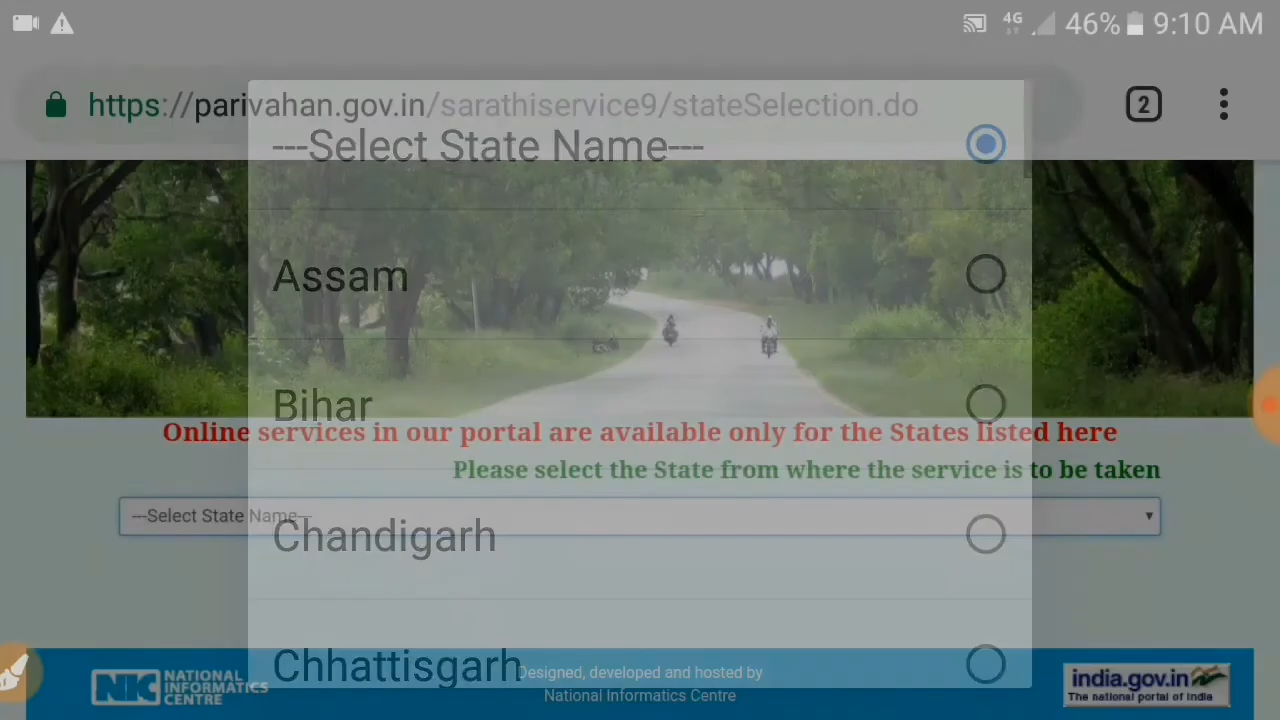 4G 46% 9:10 AM
https://parivahan.gov.in/sarathiservice9/stateSelection.do
2
---Select State Name---
Assam
Bihar
Online services in our portal are available only for the States listed here
Please select the State from where the service is to be taken
---Select State Name---
Chandigarh
Chhattisgarh
NIC NATIONAL INFORMATICS CENTRE
Designed, developed and hosted by
National Informatics Centre
india.gov.in
The national portal of India